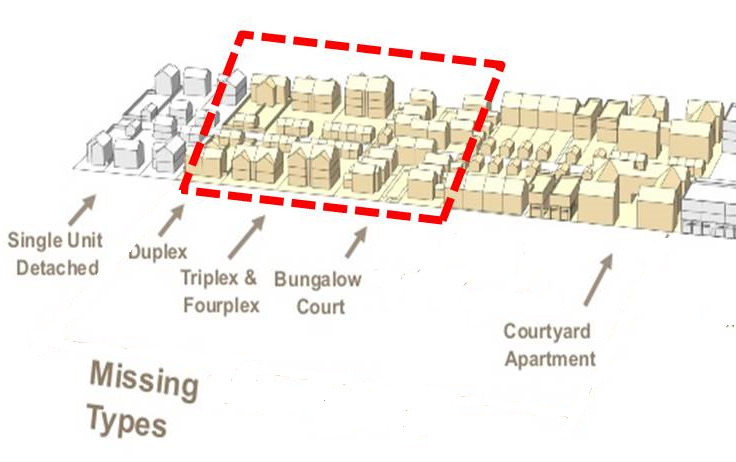 Single Unit
Detached
Duplex
Triplex &
Fourplex
Bungalow
Court
Courtyard
Apartment
Missing
Types